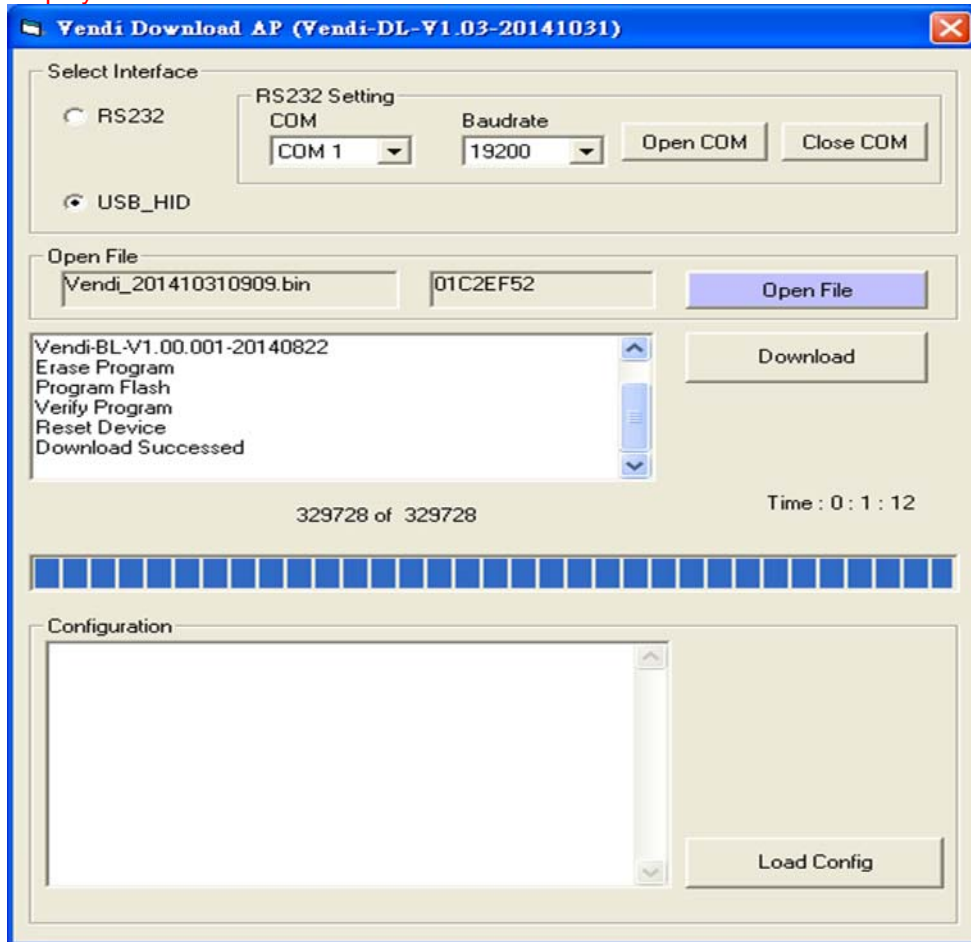 Vendi Download AP (Vendi-DL-V1.03-20141031)
Select Interface
RS232 Setting
RS232
COM
Baudrate
COM 1
19200
Open COM
Close COM
USB_HID
Open File
Vendi_201410310909.bin
01C2EF52
Open File
Vendi-BL-V1.00.001-20140822
Download
Erase Program
Program Flash
Verify Program
Reset Device
Download Successed
Time : 0 : 1 : 12
329728 of 329728
Configuration
Load Config